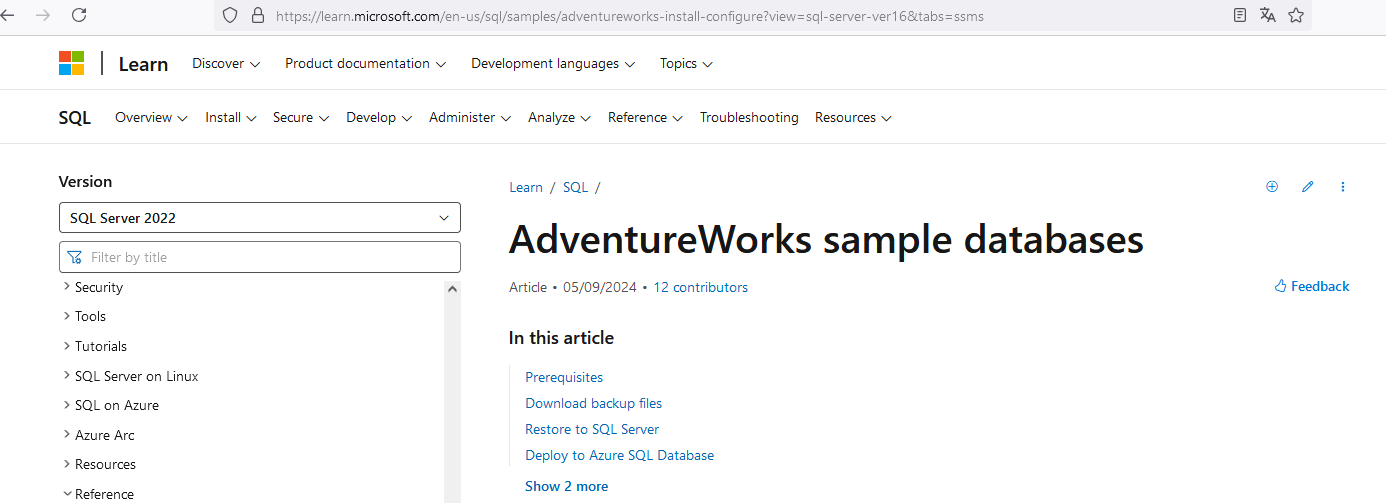 https://learn.microsoft.com/en-us/sql/samples/adventureworks-install-configure?view=sql-server-ver16&tabs=ssms
Learn Discover Product documentation Development languages Topics
SQL Overview Install Secure Develop Administer Analyze Reference Troubleshooting Resources
Version
SQL Server 2022
Filter by title
Security
Tools
Tutorials
SQL Server on Linux
SQL on Azure
Azure Arc
Resources
Reference
Learn / SQL /
AdventureWorks sample databases
Article • 05/09/2024 • 12 contributors
Feedback
In this article
Prerequisites
Download backup files
Restore to SQL Server
Deploy to Azure SQL Database
Show 2 more